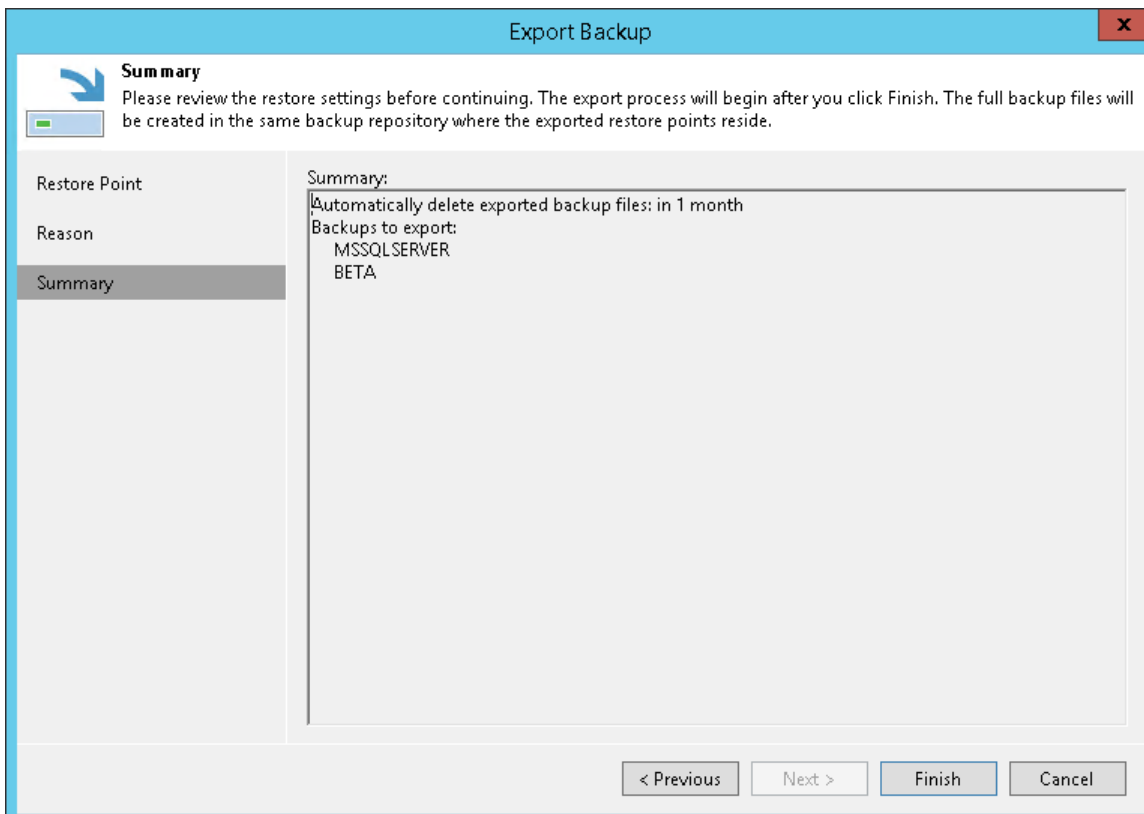 Export Backup
x
Summary
Please review the restore settings before continuing. The export process will begin after you click Finish. The full backup files will
be created in the same backup repository where the exported restore points reside.
Restore Point
Reason
Summary
Summary:
Automatically delete exported backup files: in 1 month
Backups to export:
MSSQLSERVER
BETA
< Previous
Next >
Finish
Cancel